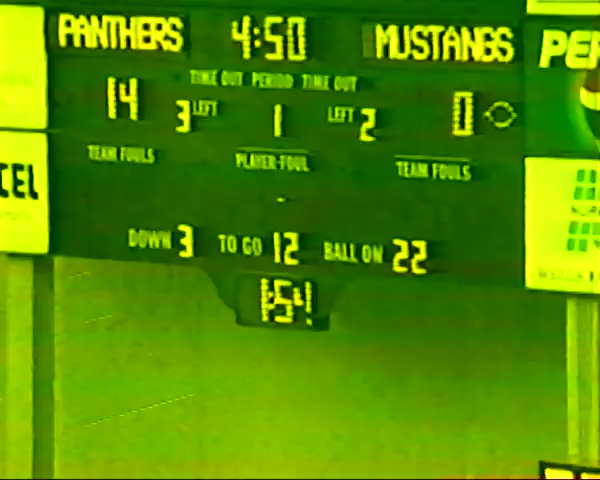 PANTHERS 4:50 MUSTANGS
TIME OUT PERIOD TIME OUT
14 3 LEFT 1 LEFT 2 0
TEAM FOULS PLAYER-FOUL TEAM FOULS
DOWN 3 TO GO 12 BALL ON 22